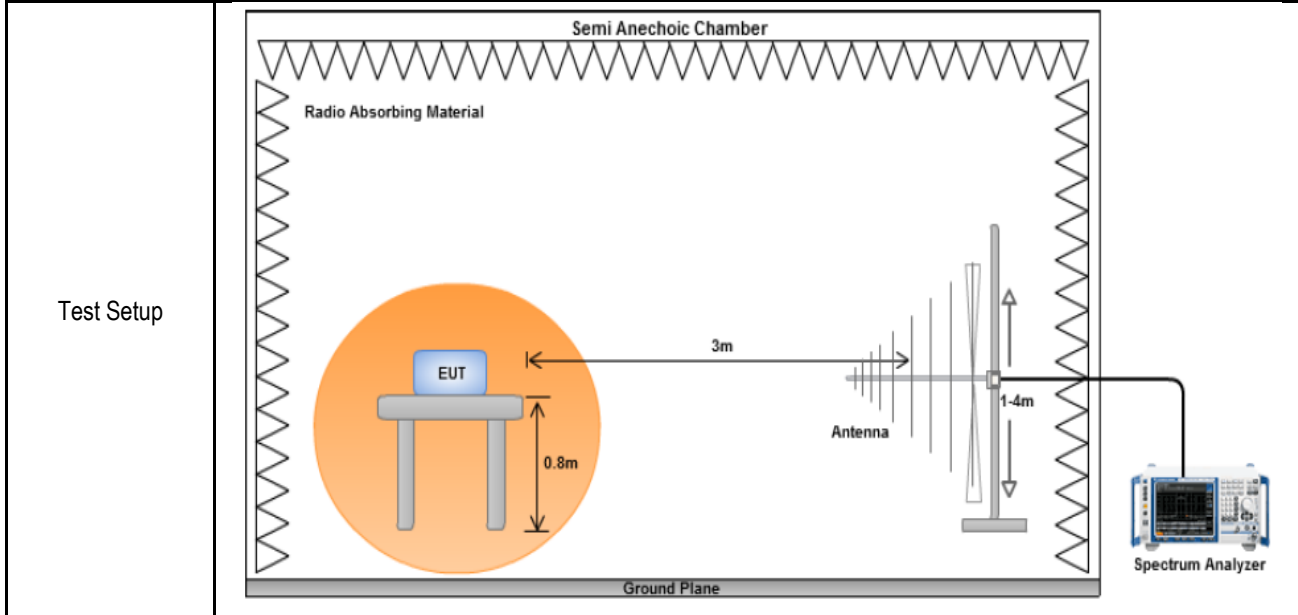 Test Setup
Semi Anechoic Chamber
Radio Absorbing Material
EUT
3m
0.8m
Antenna
1-4m
Spectrum Analyzer
Ground Plane